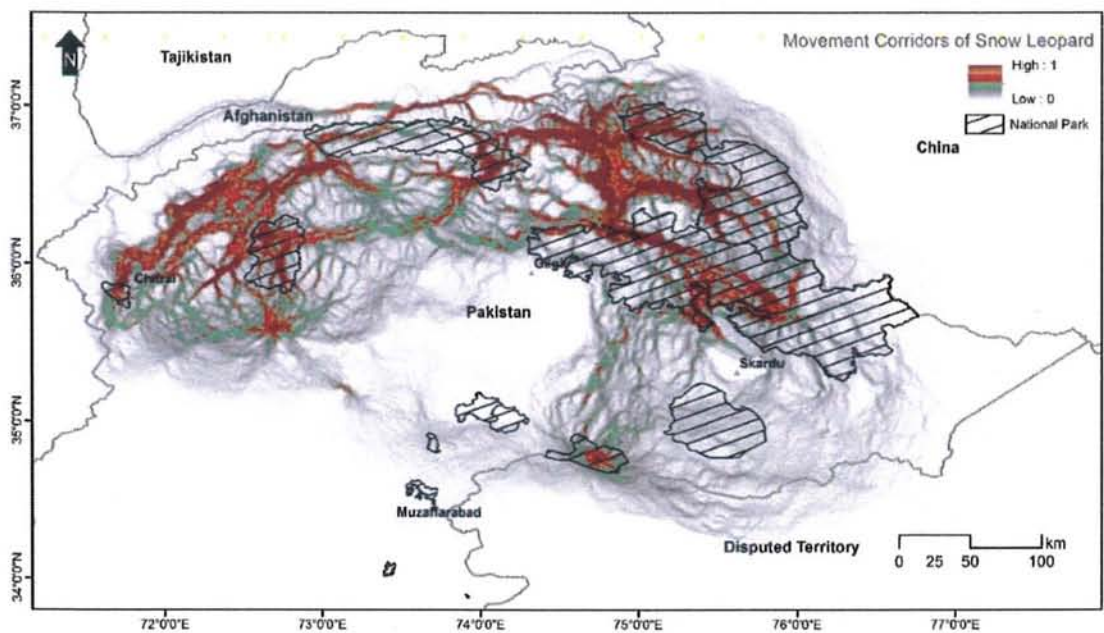 Movement Corridors of Snow Leopard
High : 1
Low : 0
National Park
N
Tajikistan
Afghanistan
China
Chitral
Gilgit
Pakistan
Skardu
Muzaffarabad
Disputed Territory
0 25 50 100 km
37°0'0"N
36°0'0"N
35°0'0"N
34°0'0"N
72°0'0"E 73°0'0"E 74°0'0"E 75°0'0"E 76°0'0"E 77°0'0"E